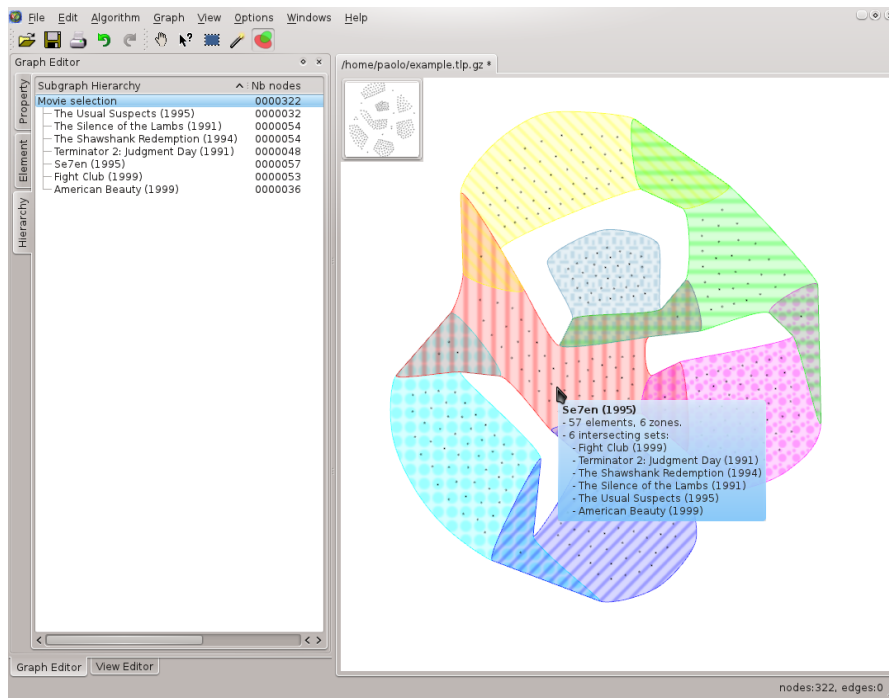 File Edit Algorithm Graph View Options Windows Help
Graph Editor
/home/paolo/example.tlp.gz *
Property
Element
Hierarchy
Subgraph Hierarchy Nb nodes
Movie selection 0000322
The Usual Suspects (1995) 0000032
The Silence of the Lambs (1991) 0000054
The Shawshank Redemption (1994) 0000054
Terminator 2: Judgment Day (1991) 0000048
Se7en (1995) 0000057
Fight Club (1999) 0000053
American Beauty (1999) 0000036
Se7en (1995)
- 57 elements, 6 zones.
- 6 intersecting sets:
- Fight Club (1999)
- Terminator 2: Judgment Day (1991)
- The Shawshank Redemption (1994)
- The Silence of the Lambs (1991)
- The Usual Suspects (1995)
- American Beauty (1999)
Graph Editor View Editor
nodes:322, edges:0